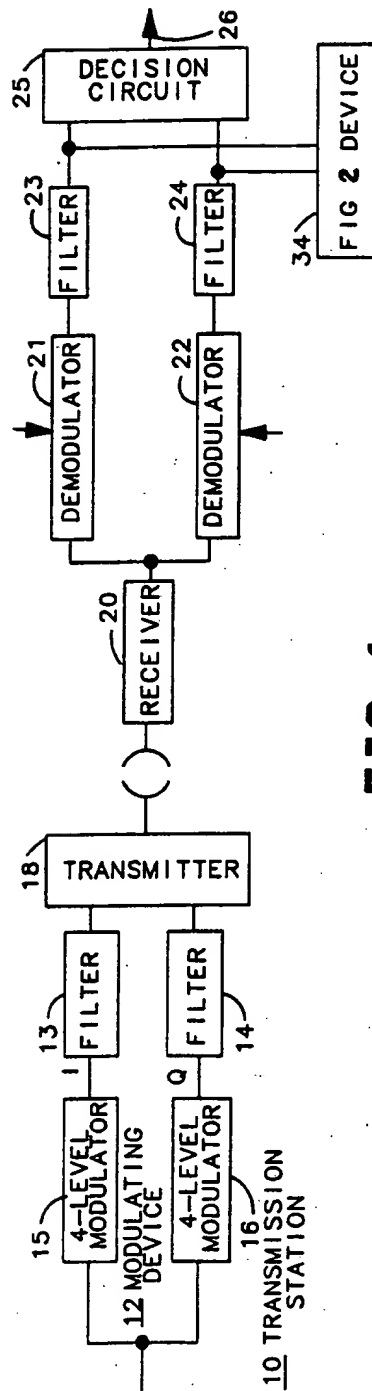 10 TRANSMISSION
STATION
12 MODULATING
DEVICE
15
4-LEVEL
MODULATOR
16
4-LEVEL
MODULATOR
I
Q
13
FILTER
14
FILTER
18
TRANSMITTER
20
RECEIVER
21
DEMODULATOR
22
DEMODULATOR
23
FILTER
24
FILTER
25
DECISION
CIRCUIT
26
34
FIG 2 DEVICE